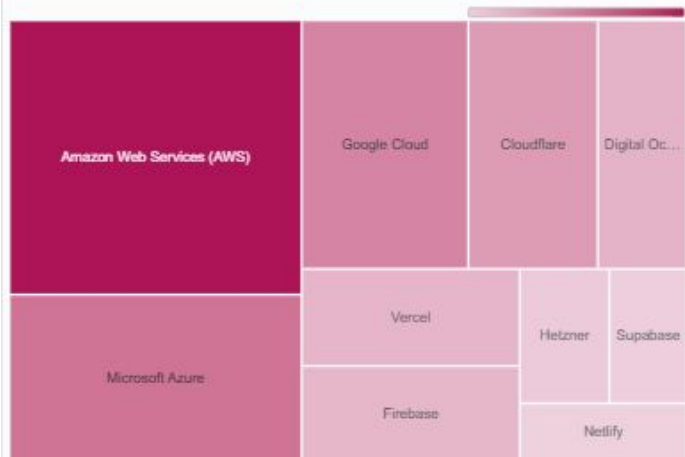 Amazon Web Services (AWS)
Google Cloud
Cloudflare
Digital Oc...
Microsoft Azure
Vercel
Firebase
Hetzner
Supabase
Netlify